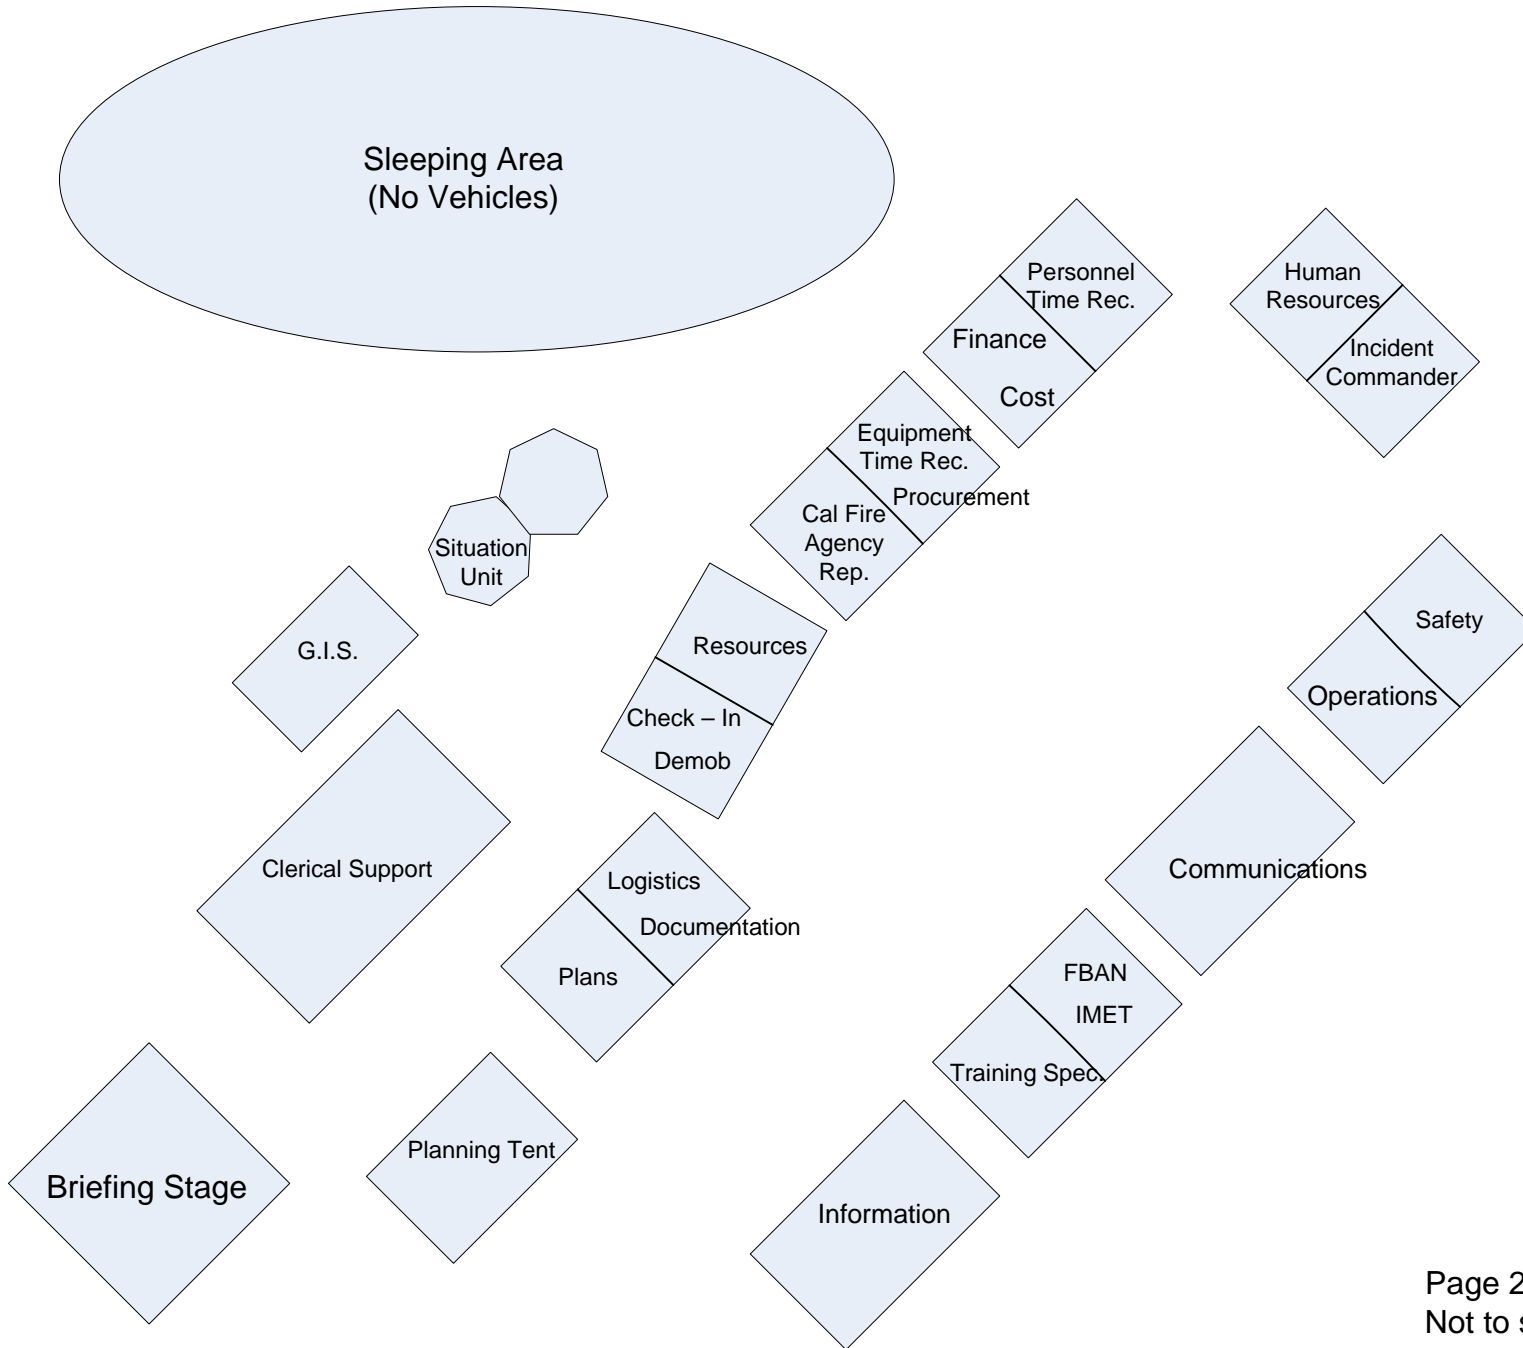 Sleeping Area
(No Vehicles)
Personnel
Time Rec.
Finance
Cost
Human
Resources
Incident
Commander
Equipment
Time Rec.
Procurement
Cal Fire
Agency
Rep.
Situation
Unit
G.I.S.
Resources
Check – In
Demob
Safety
Operations
Clerical Support
Logistics
Documentation
Plans
Communications
FBAN
IMET
Training Spec.
Planning Tent
Briefing Stage
Information
Page 2
Not to